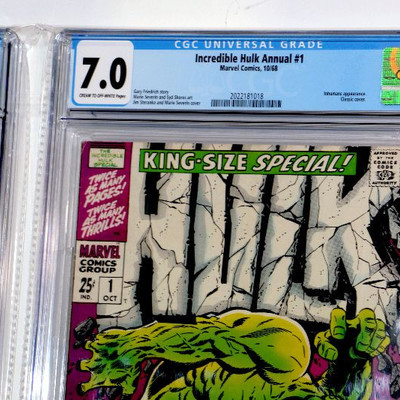 CGC UNIVERSAL GRADE
7.0
CREAM TO OFF-WHITE Pages
Incredible Hulk Annual #1
Marvel Comics, 10/68
Gary Friedrich story
Marie Severin and Syd Shores art
Jim Steranko and Marie Severin cover
2022181018
Inhumans appearance.
Classic cover.
THE INCREDIBLE HULK SPECIAL
TWICE
AS MANY
PAGES!
TWICE
AS MANY
THRILLS!
KING-SIZE SPECIAL!
HULK
APPROVED
BY THE
COMICS
CODE
AUTHORITY
MARVEL
COMICS
GROUP
25¢
IND.
1
OCT